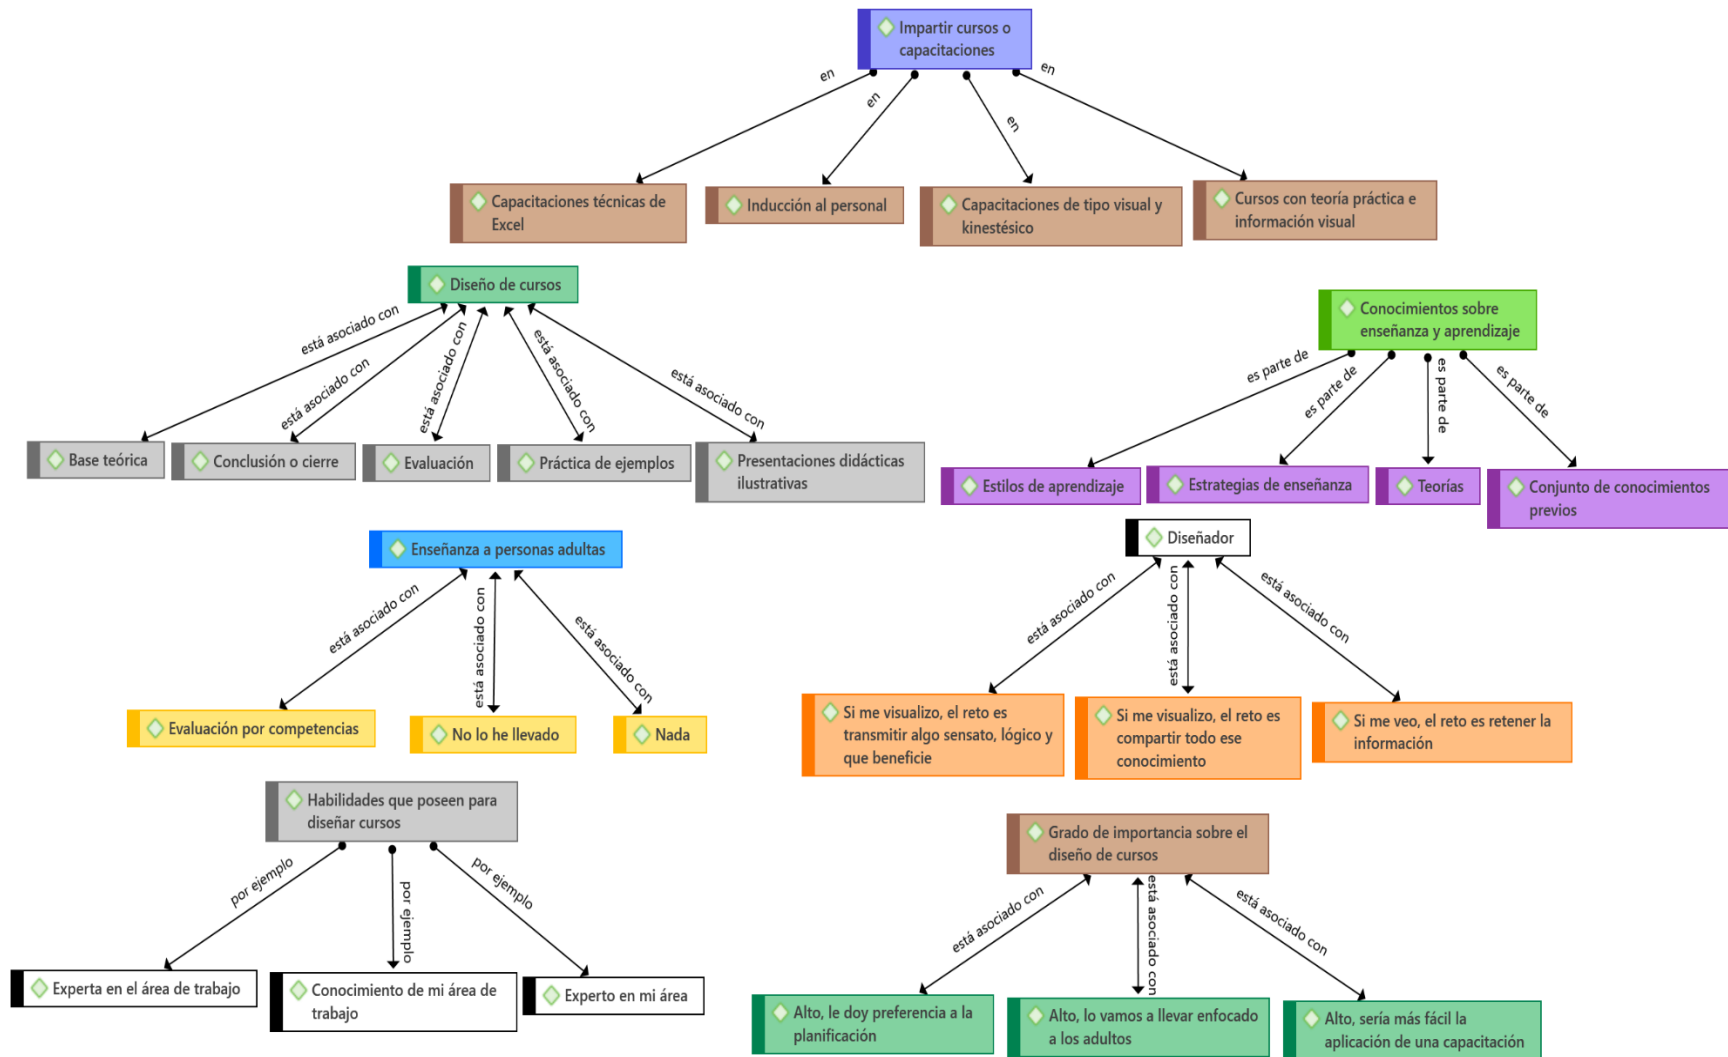 Impartir cursos o
capacitaciones
en
en
en
en
Capacitaciones técnicas de
Excel
Inducción al personal
Capacitaciones de tipo visual y
kinestésico
Cursos con teoría práctica e
información visual
Diseño de cursos
está asociado con
está asociado con
está asociado con
está asociado con
está asociado con
Base teórica
Conclusión o cierre
Evaluación
Práctica de ejemplos
Presentaciones didácticas
ilustrativas
Conocimientos sobre
enseñanza y aprendizaje
es parte de
es parte de
es parte de
es parte de
Estilos de aprendizaje
Estrategias de enseñanza
Teorías
Conjunto de conocimientos
previos
Enseñanza a personas adultas
está asociado con
está asociado con
está asociado con
Evaluación por competencias
No lo he llevado
Nada
Diseñador
está asociado con
está asociado con
está asociado con
Si me visualizo, el reto es
transmitir algo sensato, lógico y
que beneficie
Si me visualizo, el reto es
compartir todo ese
conocimiento
Si me veo, el reto es retener la
información
Habilidades que poseen para
diseñar cursos
por ejemplo
por ejemplo
por ejemplo
Experta en el área de trabajo
Conocimiento de mi área de
trabajo
Experto en mi área
Grado de importancia sobre el
diseño de cursos
está asociado con
está asociado con
está asociado con
Alto, le doy preferencia a la
planificación
Alto, lo vamos a llevar enfocado
a los adultos
Alto, sería más fácil la
aplicación de una capacitación